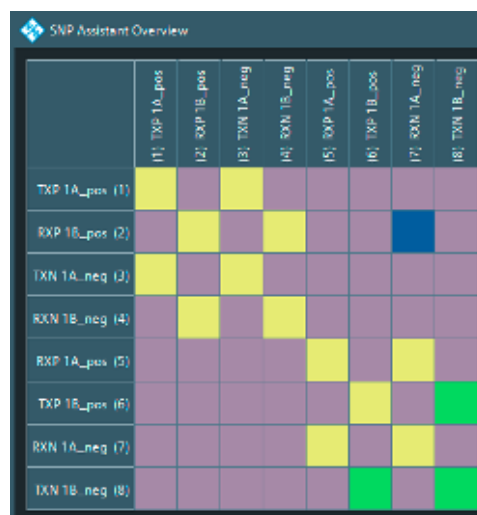 SNP Assistant Overview
(1) TXP 1A_pos
(2) RXP 1B_pos
(3) TXN 1A_neg
(4) RXN 1B_neg
(5) RXP 1A_pos
(6) TXP 1B_pos
(7) RXN 1A_neg
(8) TXN 1B_neg
TXP 1A_pos (1)
RXP 1B_pos (2)
TXN 1A_neg (3)
RXN 1B_neg (4)
RXP 1A_pos (5)
TXP 1B_pos (6)
RXN 1A_neg (7)
TXN 1B_neg (8)